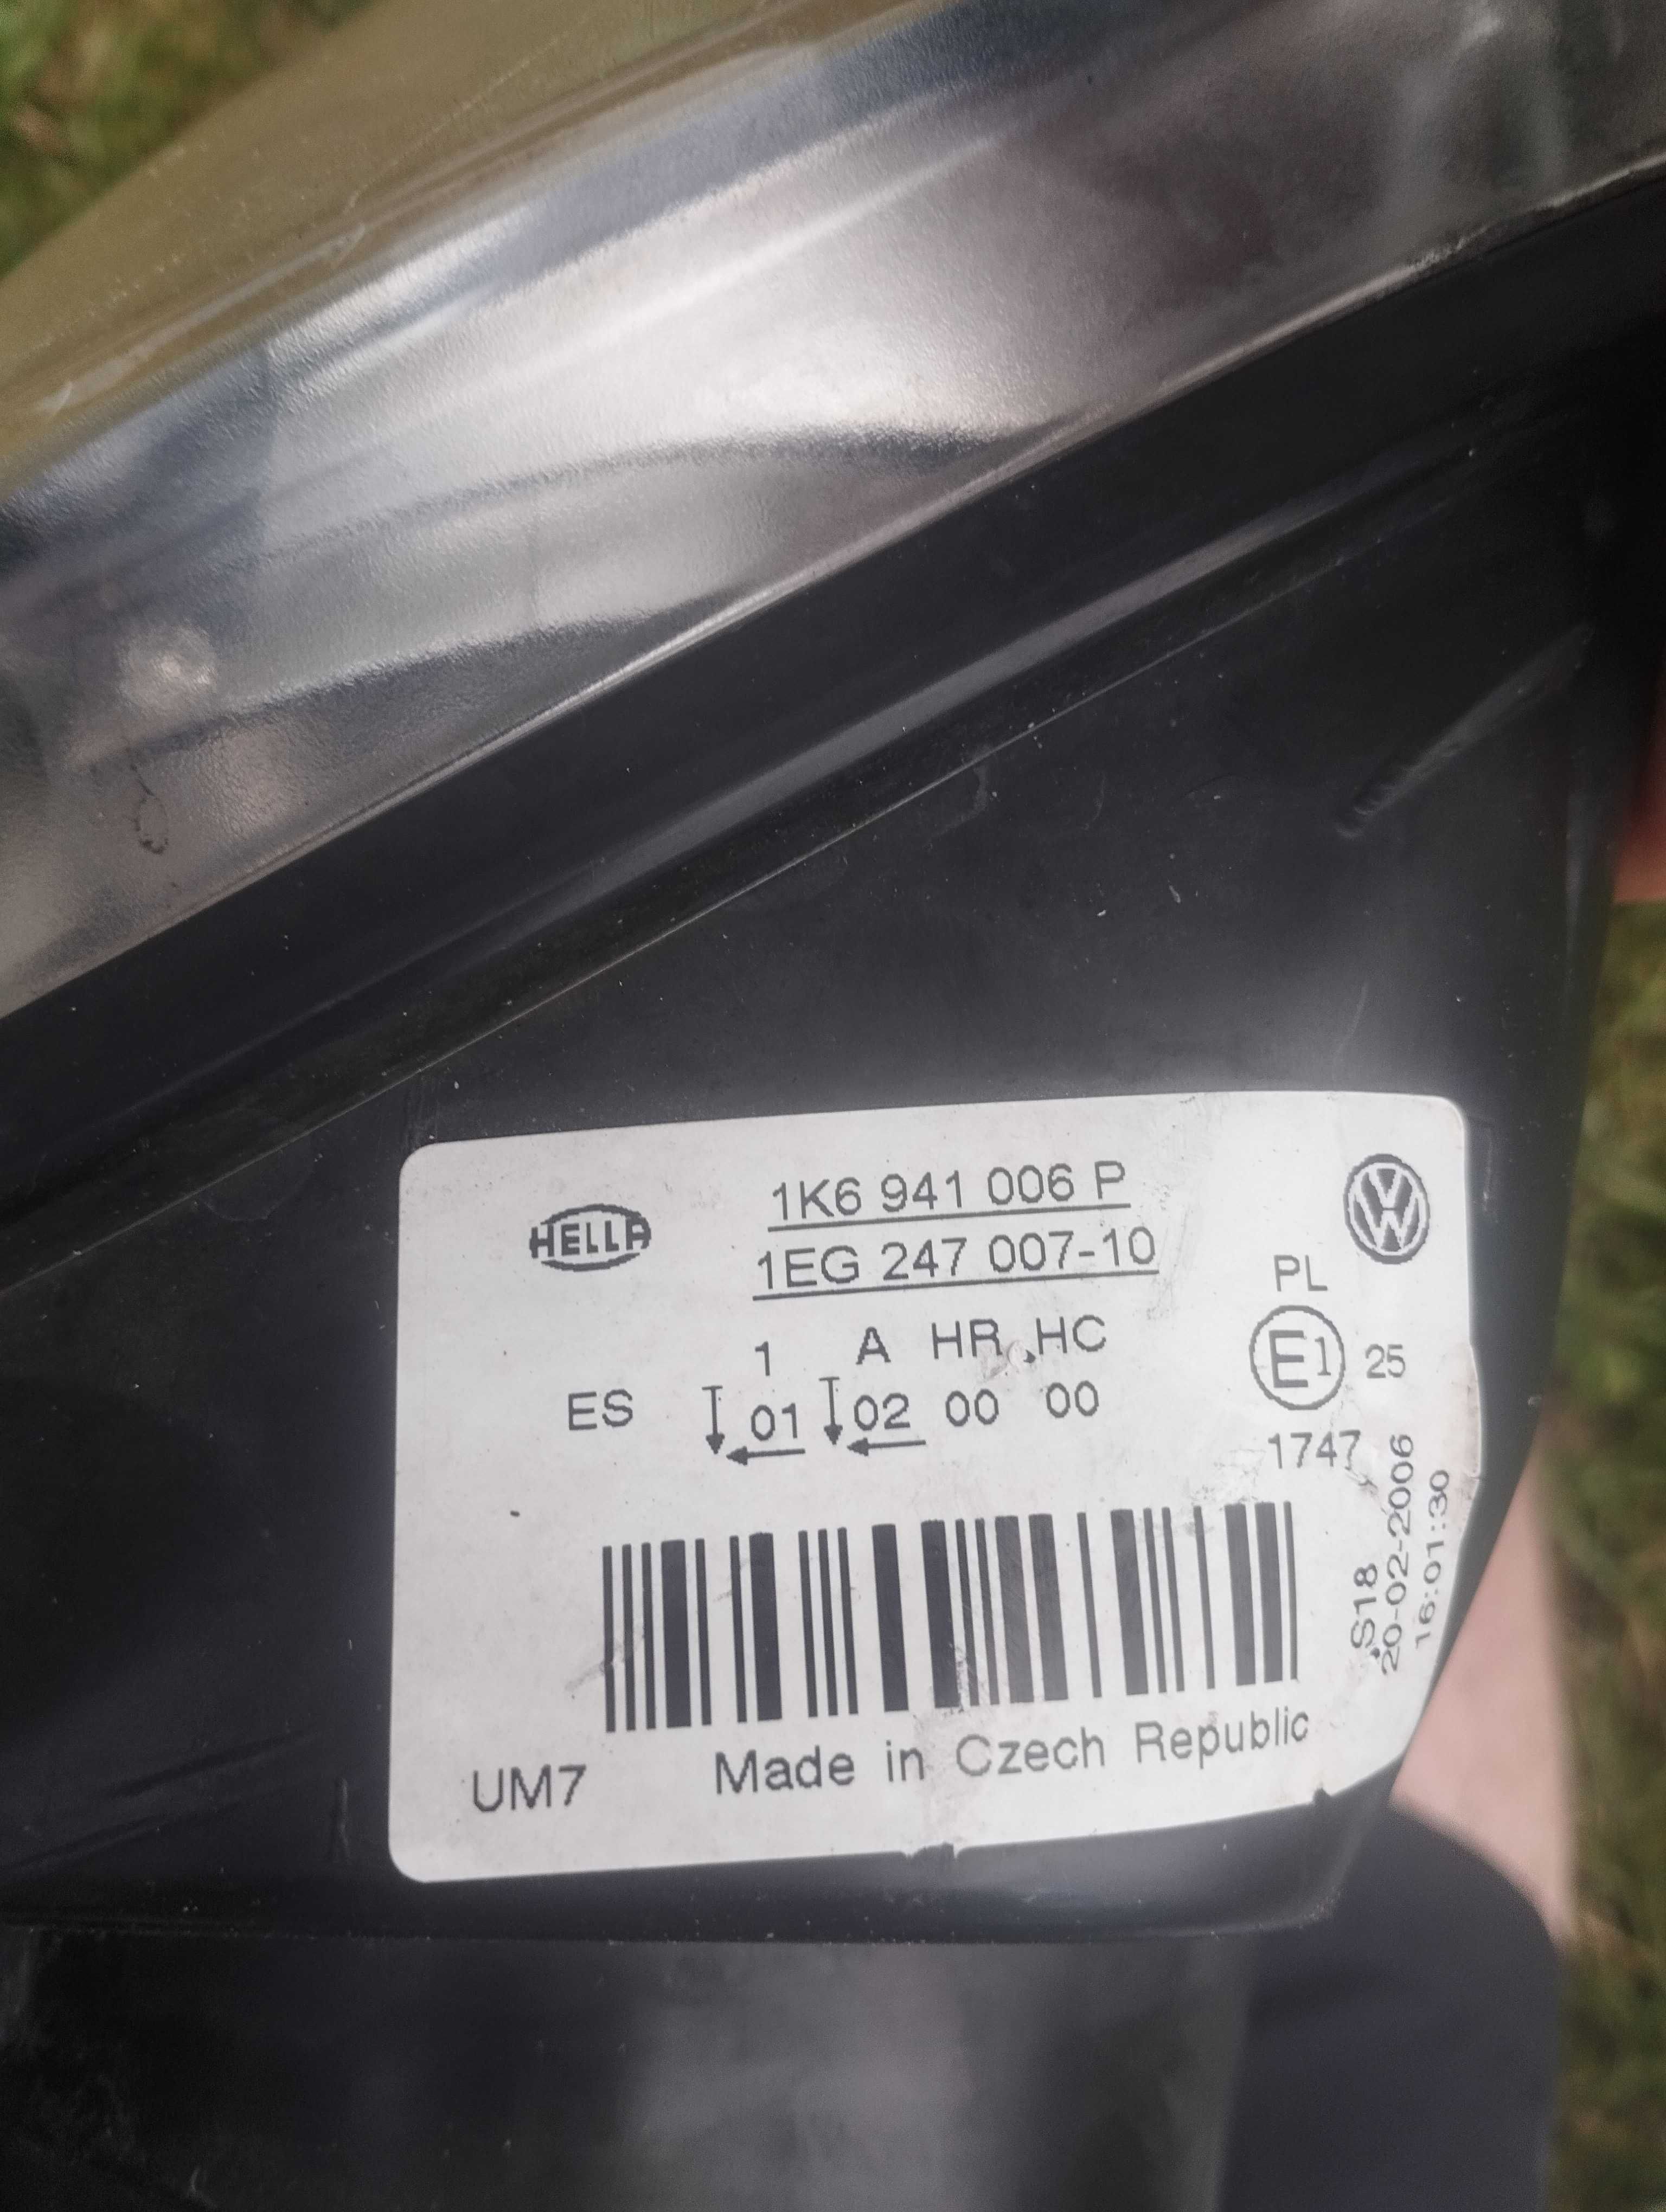 HELLA
1K6 941 006 P
1EG 247 007-10
PL
1 A HR HC
E1 25
ES 01 02 00 00
1747
S18
20-02-2006
16:01:30
UM7 Made in Czech Republic